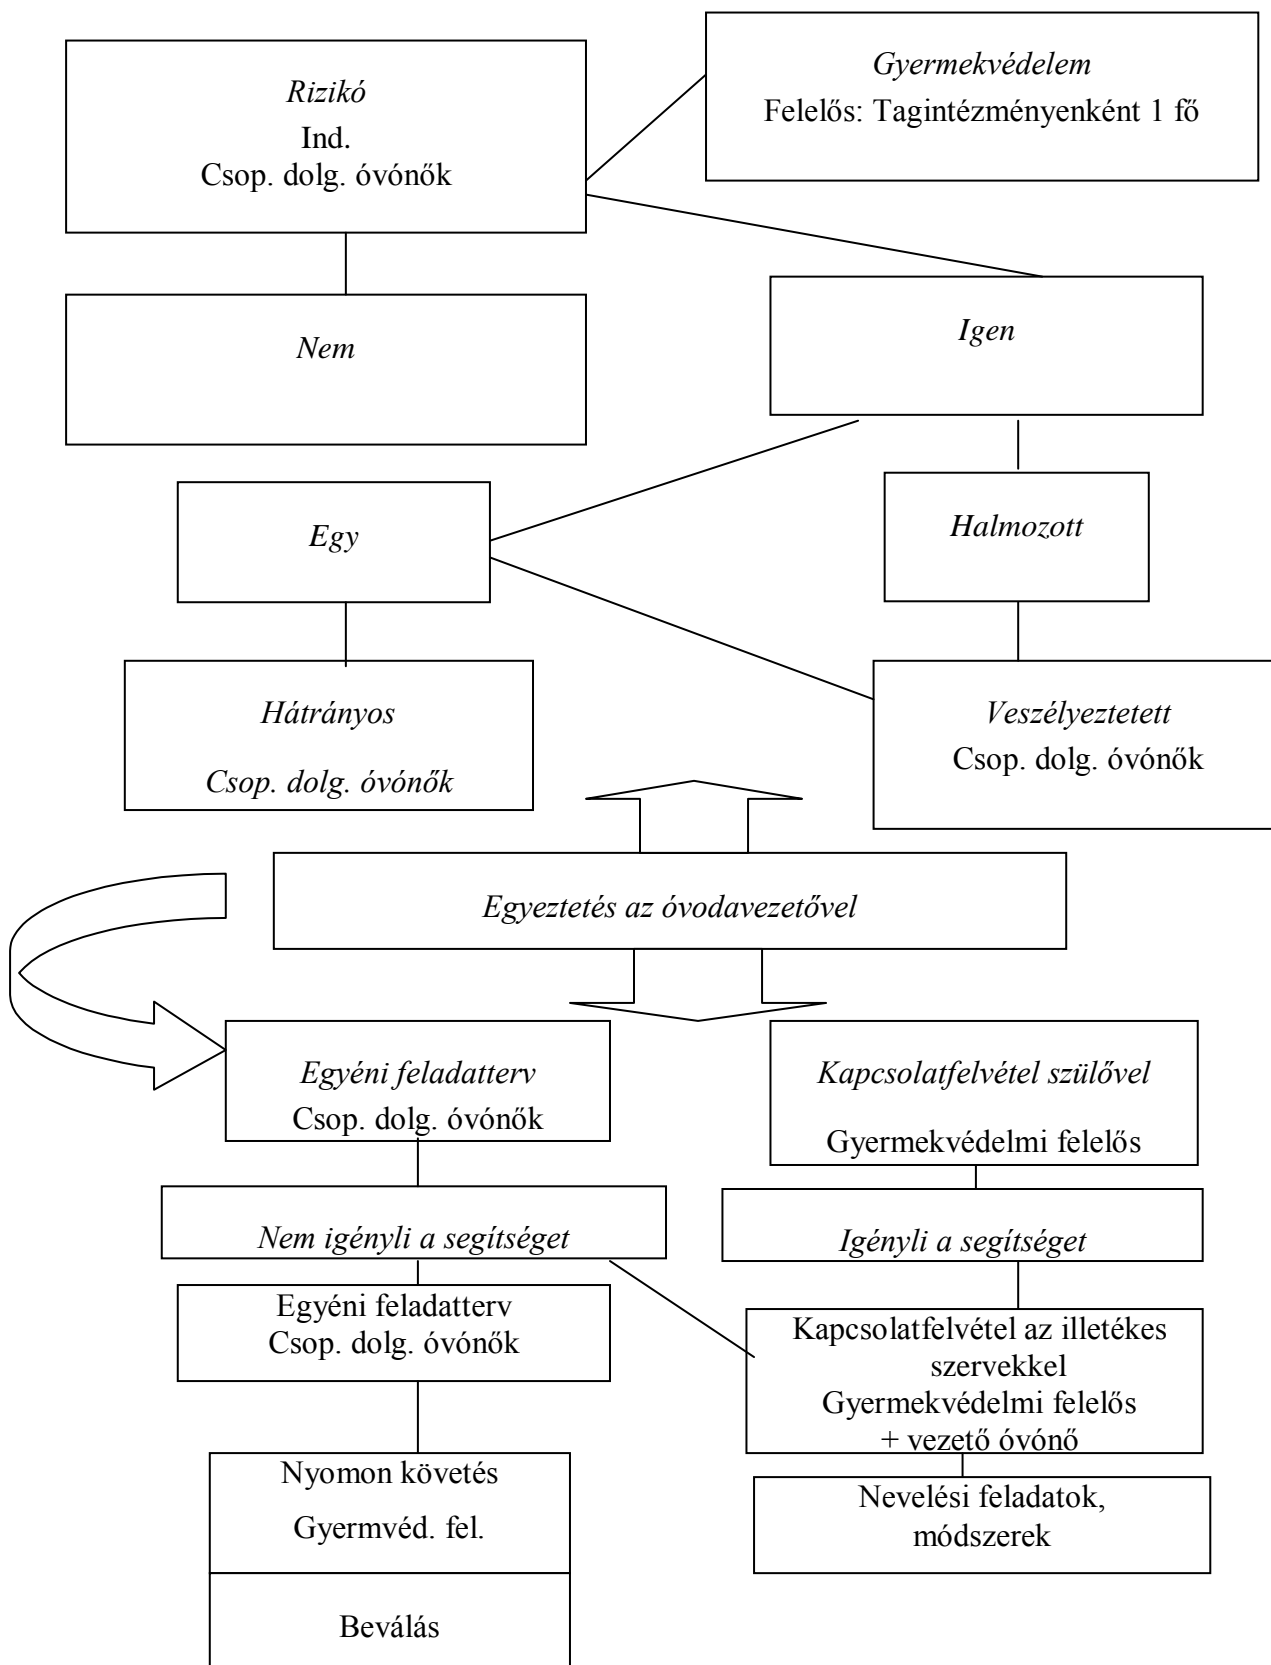 Rizikó
Ind.
Csop. dolg. óvónők
Gyermekvédelem
Felelős: Tagintézményenként 1 fő
Nem
Igen
Egy
Halmozott
Hátrányos
Csop. dolg. óvónők
Veszélyeztetett
Csop. dolg. óvónők
Egyeztetés az óvodavezetővel
Egyéni feladatterv
Csop. dolg. óvónők
Kapcsolatfelvétel szülővel
Gyermekvédelmi felelős
Nem igényli a segítséget
Igényli a segítséget
Egyéni feladatterv
Csop. dolg. óvónők
Kapcsolatfelvétel az illetékes
szervekkel
Gyermekvédelmi felelős
+ vezető óvónő
Nyomon követés
Gyermvéd. fel.
Nevelési feladatok,
módszerek
Beválás